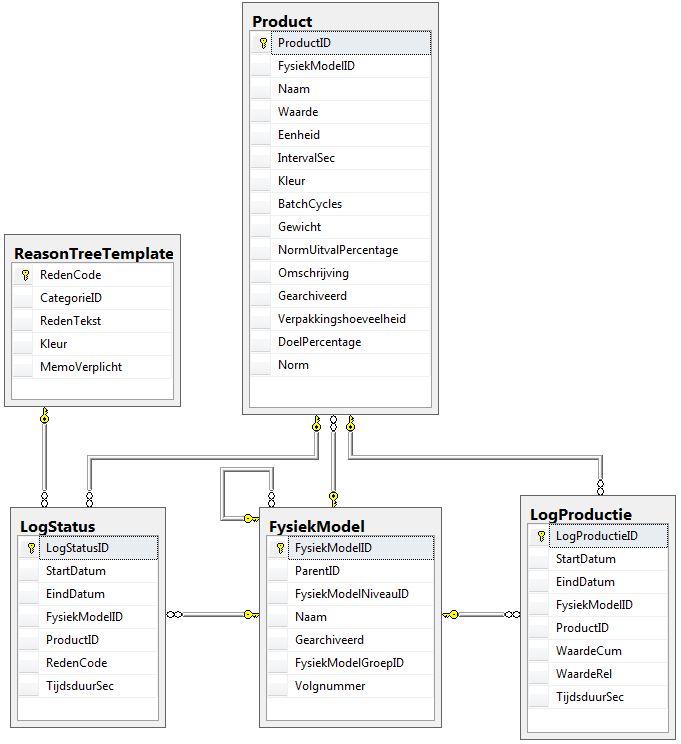 Product
ProductID
FysiekModelID
Naam
Waarde
Eenheid
IntervalSec
Kleur
BatchCycles
Gewicht
NormUitvalPercentage
Omschrijving
Gearchiveerd
Verpakkingshoeveelheid
DoelPercentage
Norm
ReasonTreeTemplate
RedenCode
CategorieID
RedenTekst
Kleur
MemoVerplicht
LogStatus
LogStatusID
StartDatum
EindDatum
FysiekModelID
ProductID
RedenCode
TijdsduurSec
FysiekModel
FysiekModelID
ParentID
FysiekModelNiveauID
Naam
Gearchiveerd
FysiekModelGroepID
Volgnummer
LogProductie
LogProductieID
StartDatum
EindDatum
FysiekModelID
ProductID
WaardeCum
WaardeRel
TijdsduurSec